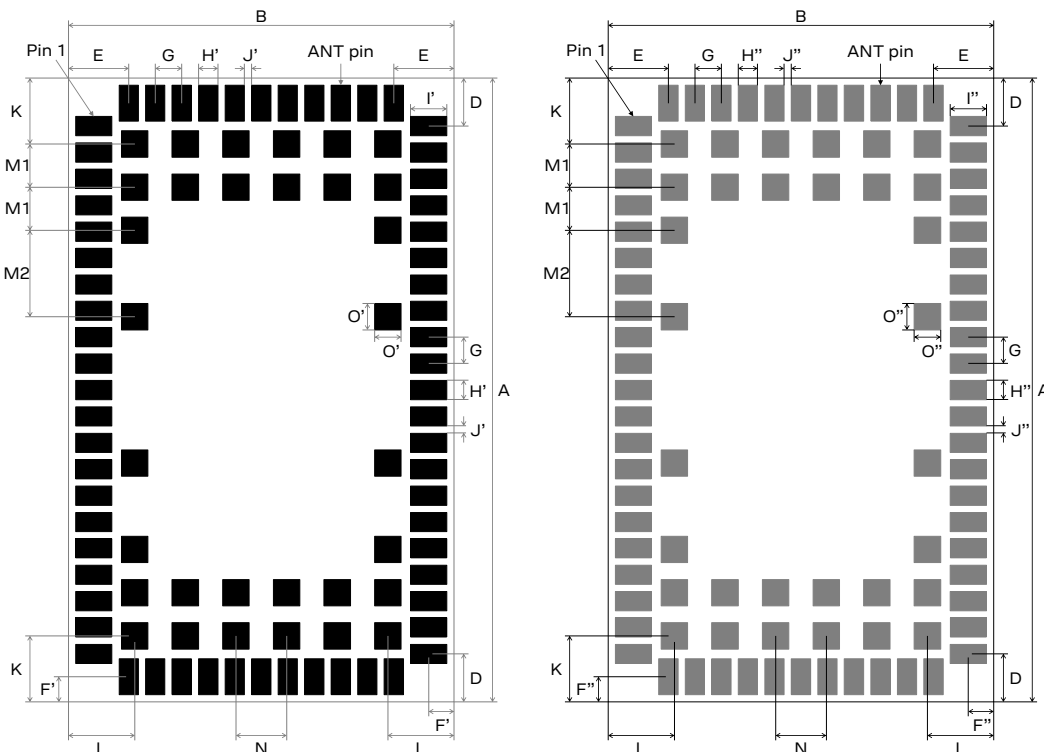 B
Pin 1
E
G
H'
J'
ANT pin
E
K
I'
D
M1
M1
M2
O'
O'
G
H'
A
J'
K
F'
D
F'
L
N
L
B
Pin 1
E
G
H''
J''
ANT pin
E
K
I''
D
M1
M1
M2
O''
O''
G
H''
A
J''
K
F''
D
F''
L
N
L